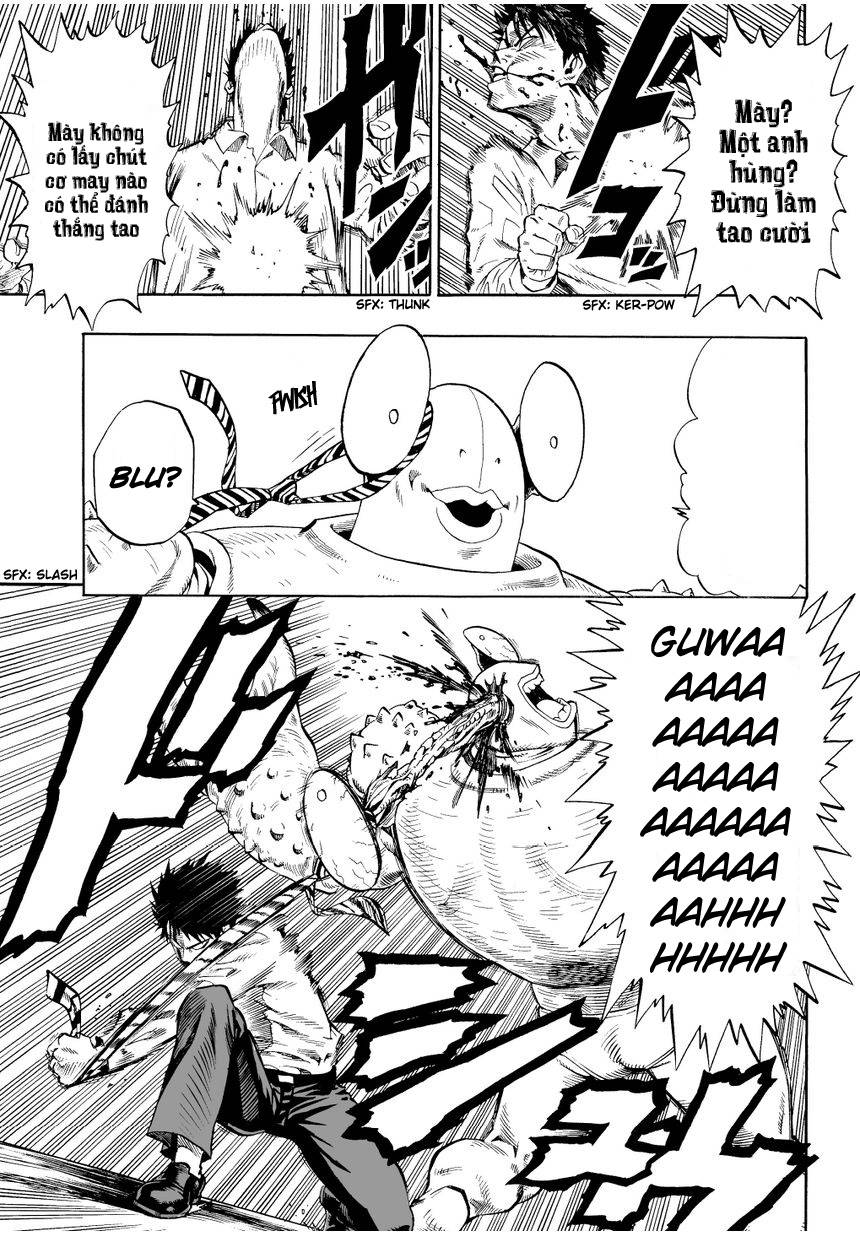 Mày?
Một anh
hùng?
Đừng làm
tao cười
ドゴ
SFX: KER-POW
Mày không
có lấy chút
cơ may nào
có thể đánh
thắng tao
SFX: THUNK
FWISH
BLU?
SFX: SLASH
GUWAA
AAAA
AAAAA
AAAAA
AAAAAA
AAAAA
AAHHH
HHHHH